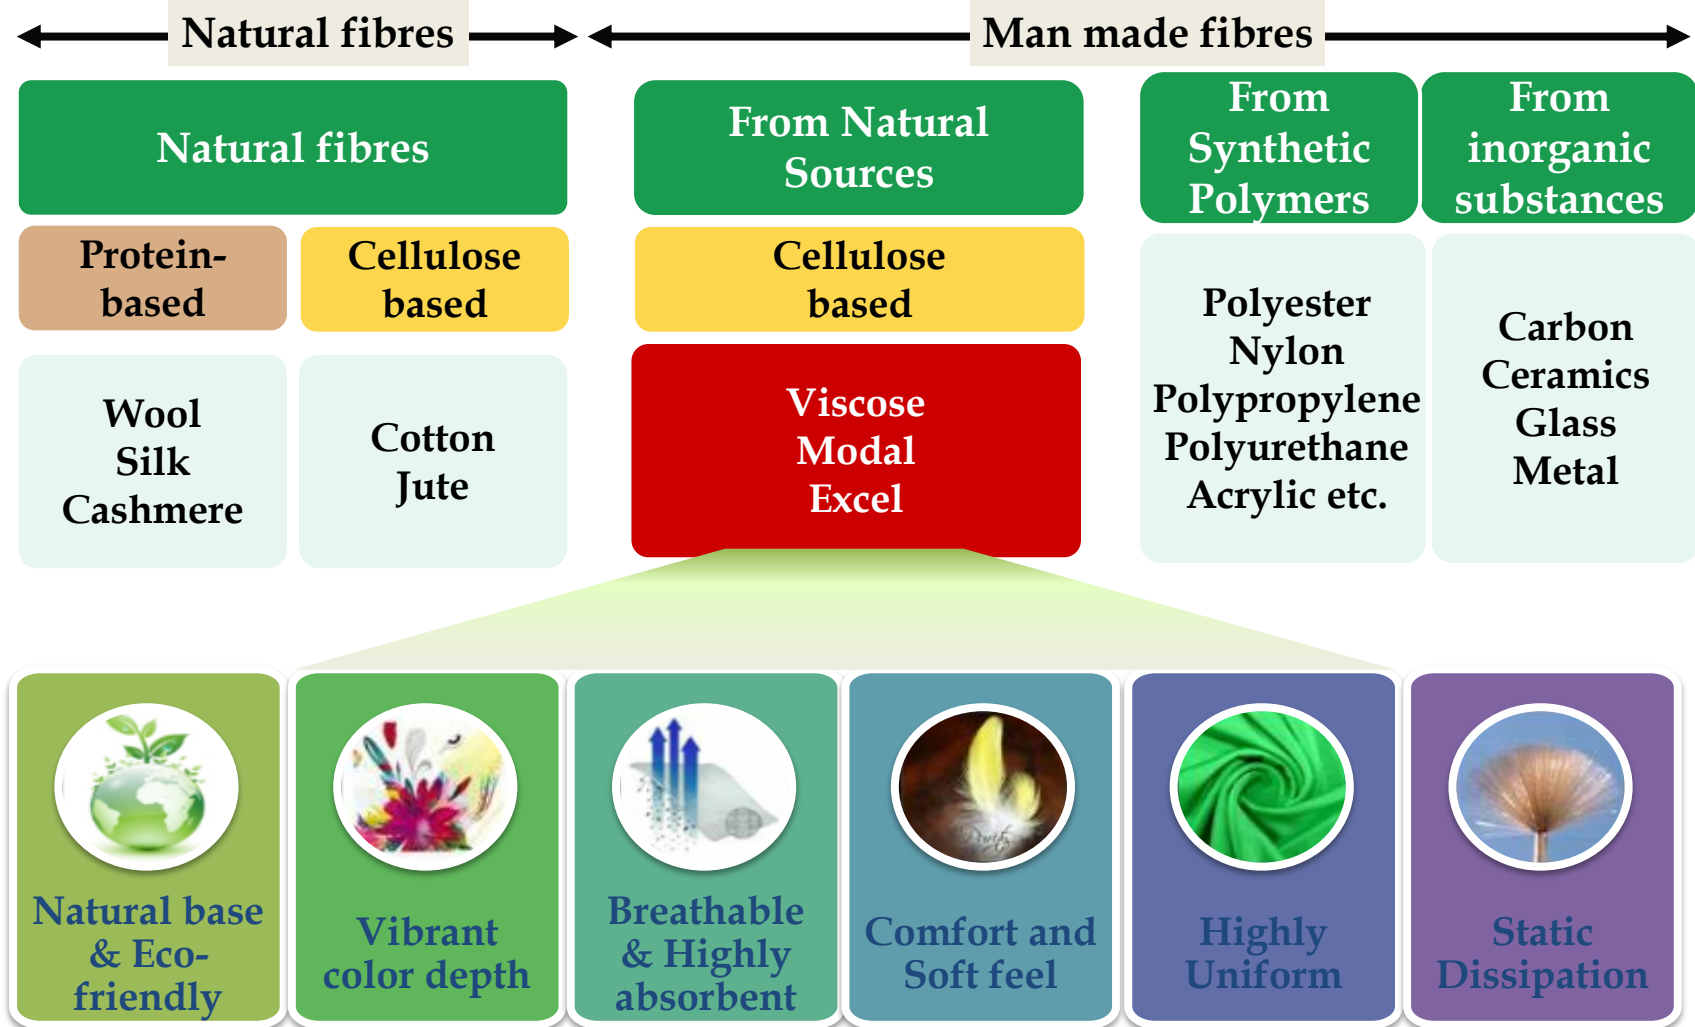 Natural fibres
Man made fibres
Natural fibres
From Natural
Sources
From
Synthetic
Polymers
From
inorganic
substances
Protein-
based
Cellulose
based
Cellulose
based
Wool
Silk
Cashmere
Cotton
Jute
Viscose
Modal
Excel
Polyester
Nylon
Polypropylene
Polyurethane
Acrylic etc.
Carbon
Ceramics
Glass
Metal
Natural base
& Eco-
friendly
Vibrant
color depth
Breathable
& Highly
absorbent
Comfort and
Soft feel
Highly
Uniform
Static
Dissipation